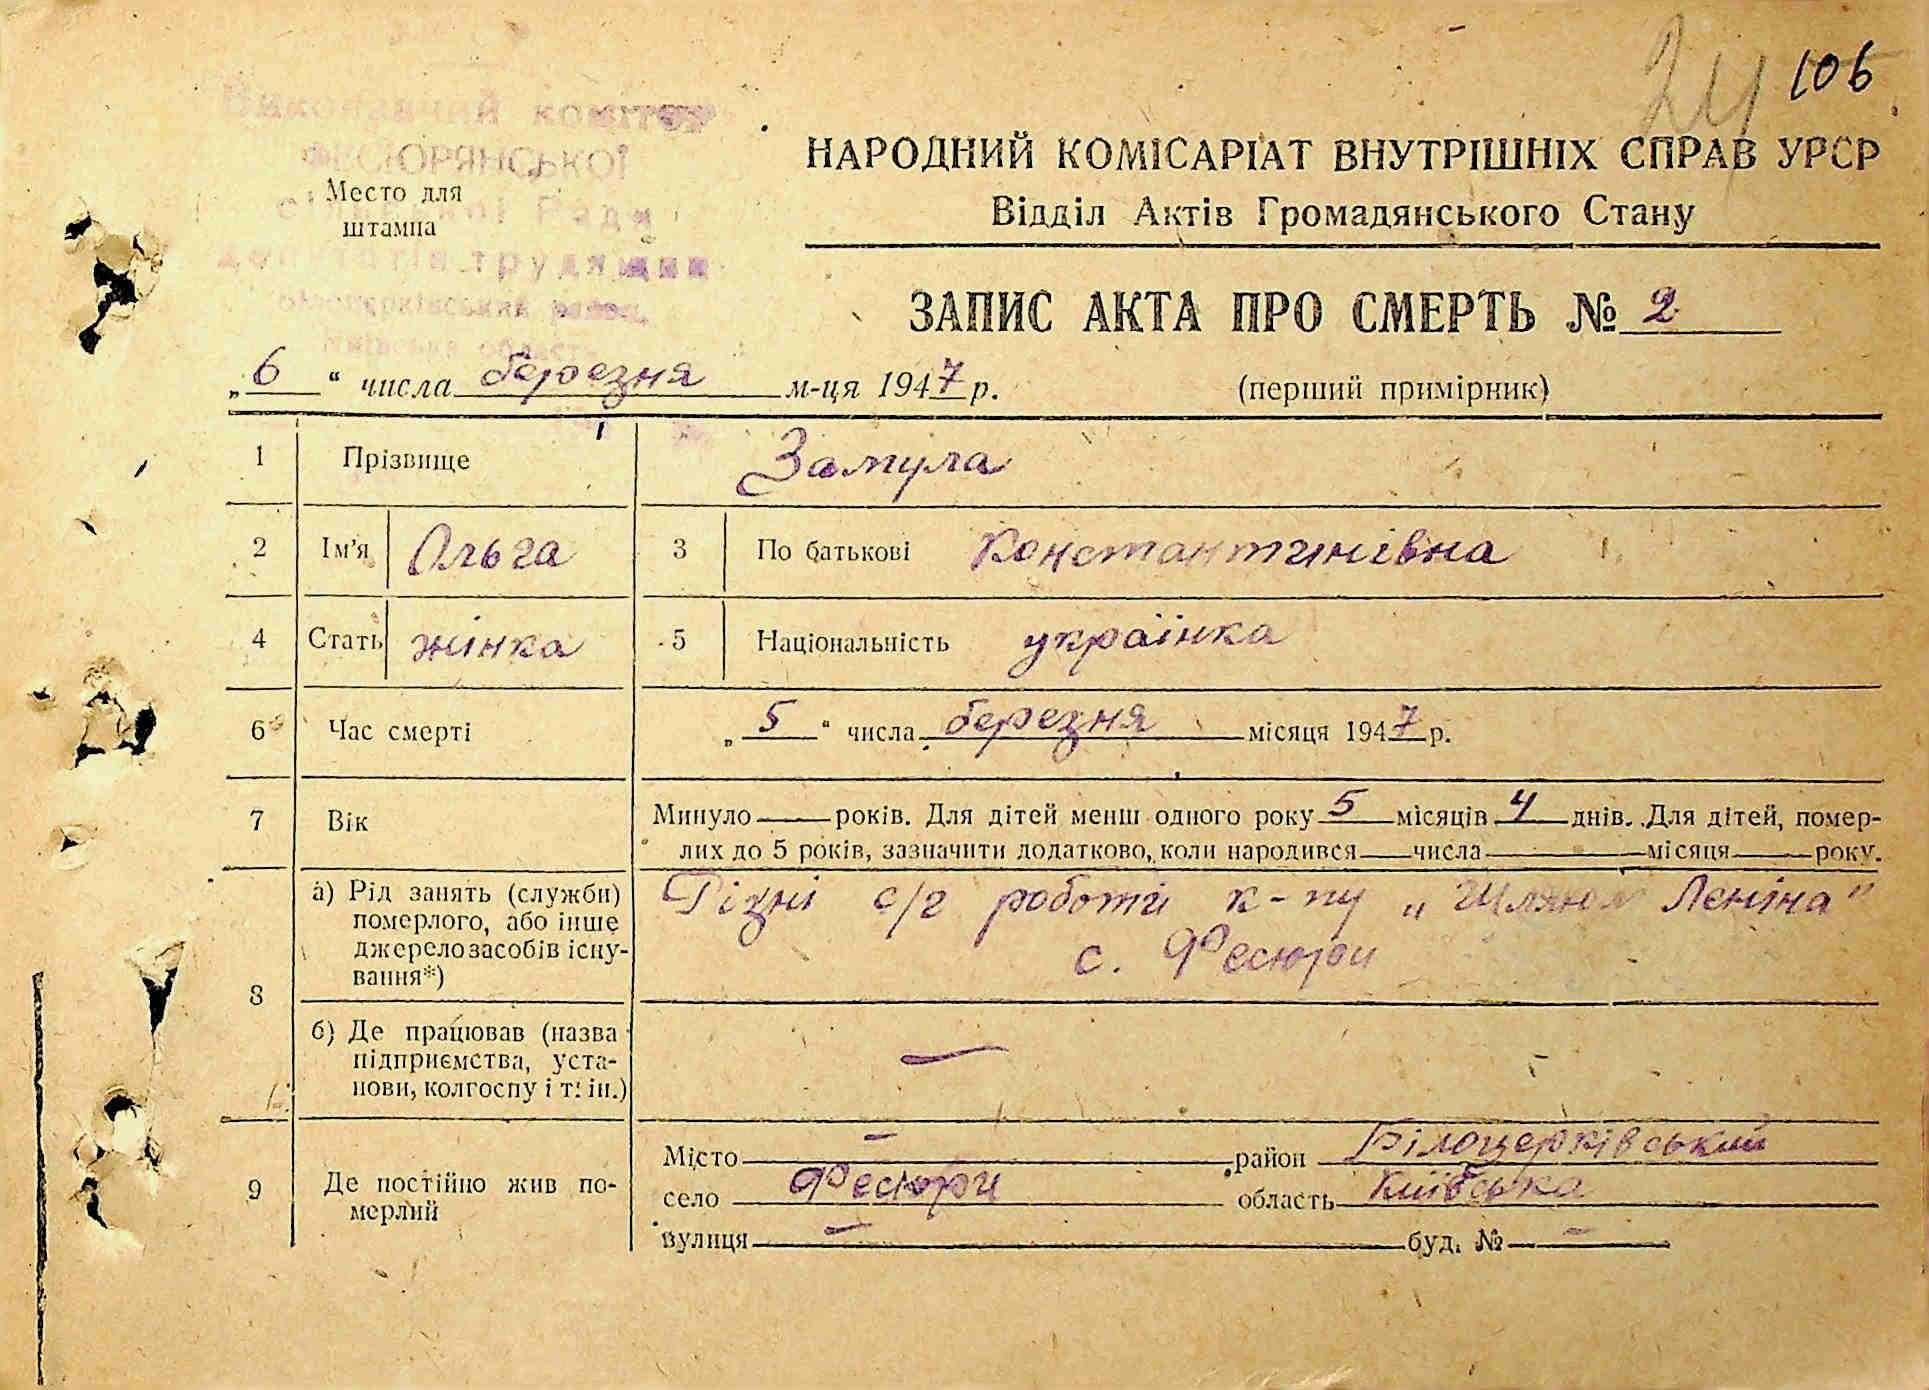 24 106
Виконавчий комітет
ФЕСЮРЯНСЬКОЇ
Место для
штампа
Ради
депутатів трудящих
Білоцерківський район,
Київська область
НАРОДНИЙ КОМІСАРІАТ ВНУТРІШНІХ СПРАВ УРСР
Відділ Актів Громадянського Стану
ЗАПИС АКТА ПРО СМЕРТЬ № 2
„6“ числа березня м-ця 1947 р.
(перший примірник)
1 Прізвище Замула
2 Ім'я Ольга 3 По батькові Константинівна
4 Стать жінка 5 Національність українка
6 Час смерті „5“ числа березня місяця 1947 р.
7 Вік Минуло — років. Для дітей менш одного року 5 місяців 4 днів. Для дітей, помер-
лих до 5 років, зазначити додатково, коли народився — числа — місяця — року.
8 а) Рід занять (служби)
померлого, або інше
джерело засобів існу-
вання*)
Різні с/г роботи к-пу „Шляхом Леніна"
с. Фесюри
б) Де працював (назва
підприємства, уста-
нови, колгоспу і т. ін.)
—
9 Де постійно жив по-
мерлий
Місто — район Білоцерківський
село Фесюри область Київська
вулиця — буд. № —